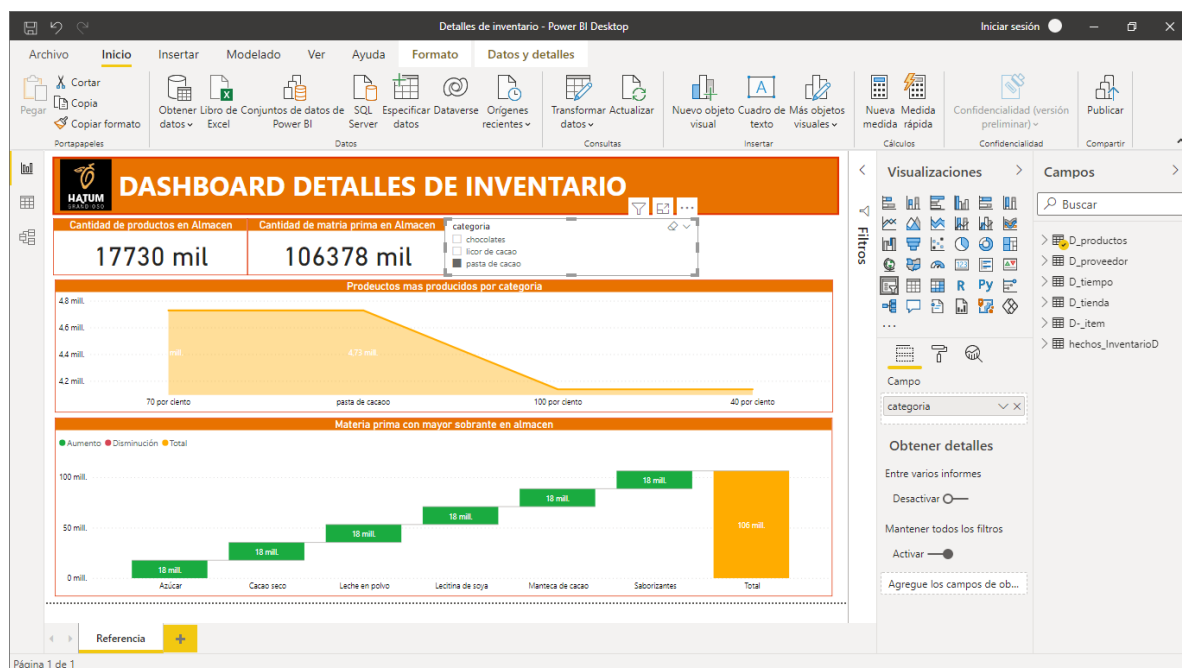 Detalles de inventario - Power BI Desktop
Iniciar sesión
Archivo Inicio Insertar Modelado Ver Ayuda Formato Datos y detalles
Pegar
Cortar
Copia
Copiar formato
Portapapeles
Obtener datos
Libro de Excel
Conjuntos de datos de Power BI
SQL Server
Especificar datos
Dataverse
Orígenes recientes
Datos
Transformar datos
Actualizar
Consultas
Nuevo objeto visual
Cuadro de texto
Más objetos visuales
Insertar
Nueva medida
Medida rápida
Cálculos
Confidencialidad (versión preliminar)
Confidencialidad
Publicar
Compartir
HATUM
GRAND OSO
DASHBOARD DETALLES DE INVENTARIO
Cantidad de productos en Almacen
17730 mil
Cantidad de matria prima en Almacen
106378 mil
categoria
chocolates
licor de cacao
pasta de cacao
Prodeuctos mas producidos por categoria
4.8 mill.
4.6 mill.
4.4 mill.
4.2 mill.
mill.
4.73 mill.
70 por ciento
pasta de cacaoo
100 por ciento
40 por ciento
Materia prima con mayor sobrante en almacen
Aumento Disminución Total
100 mill.
50 mill.
0 mill.
18 mill.
18 mill.
18 mill.
18 mill.
18 mill.
18 mill.
106 mill.
Azúcar
Cacao seco
Leche en polvo
Lecitina de soya
Manteca de cacao
Saborizantes
Total
Filtros
Visualizaciones
R Py
123
...
Campo
categoria
Obtener detalles
Entre varios informes
Desactivar
Mantener todos los filtros
Activar
Agregue los campos de ob...
Campos
Buscar
D_productos
D_proveedor
D_tiempo
D_tienda
D-_item
hechos_InventarioD
Referencia
Página 1 de 1